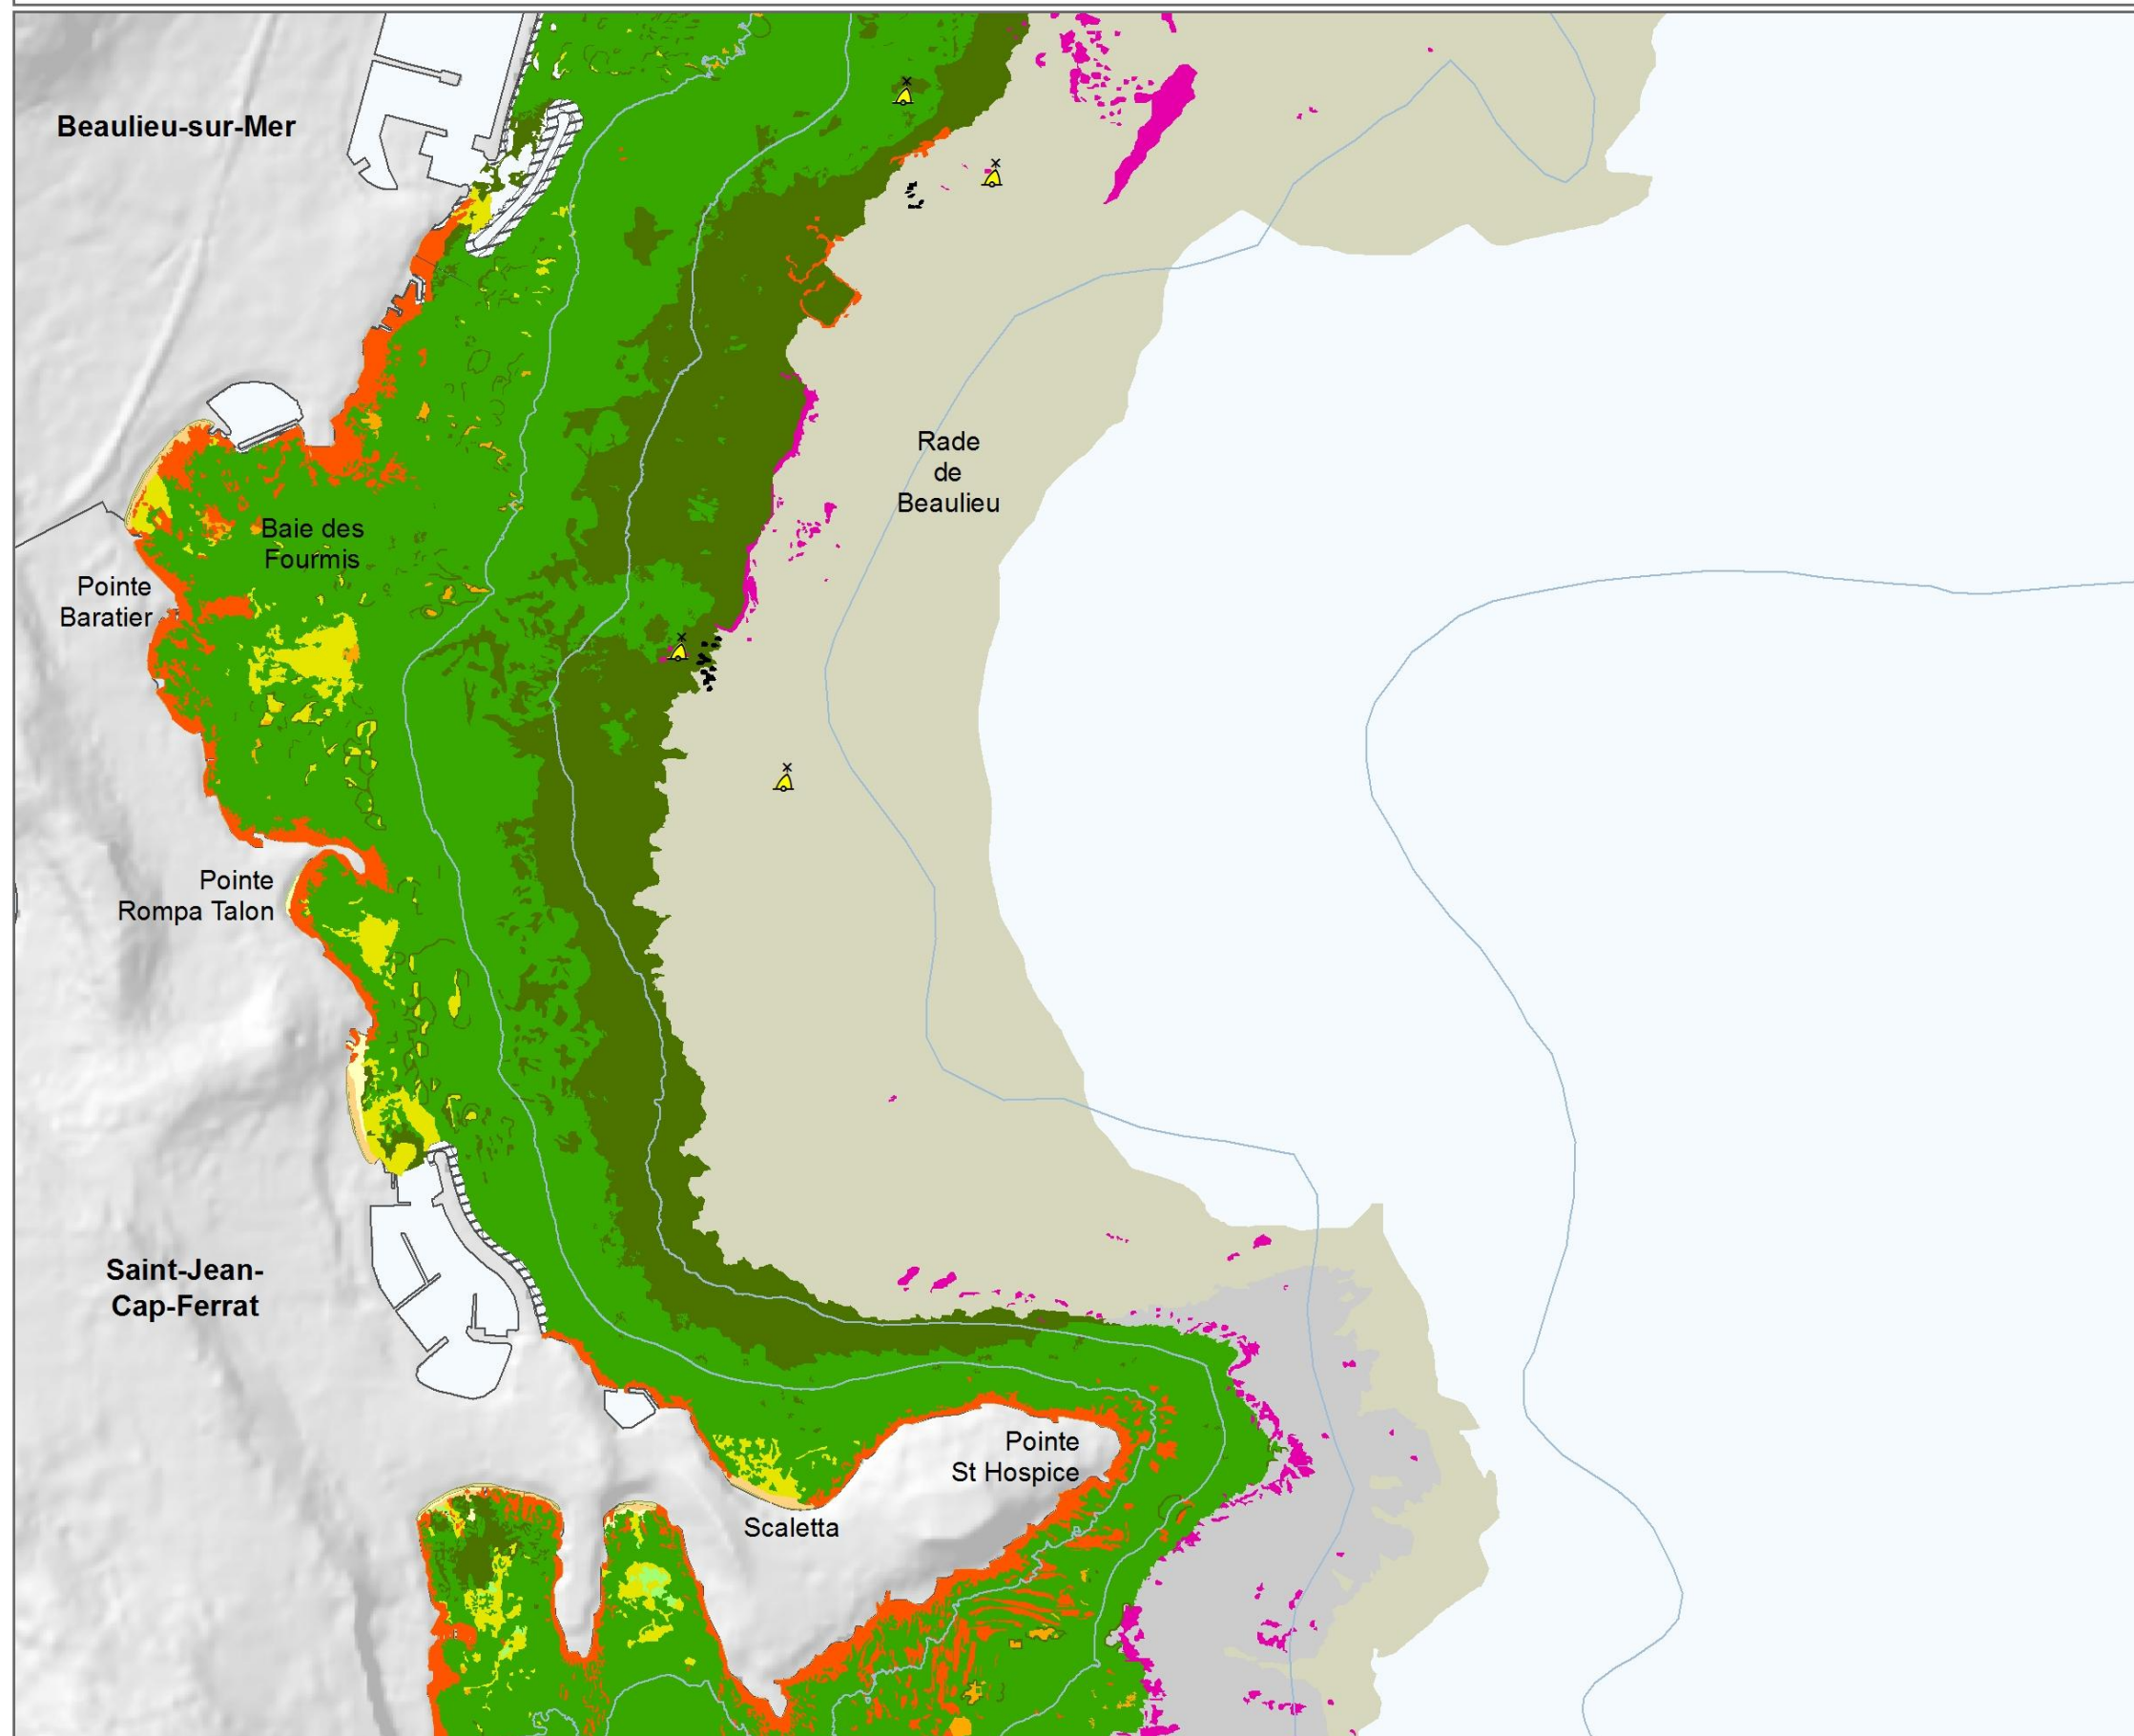 Beaulieu-sur-Mer
Rade
de
Beaulieu
Baie des
Fourmis
Pointe
Baratier
Pointe
Rompa Talon
Saint-Jean-
Cap-Ferrat
Pointe
St Hospice
Scaletta